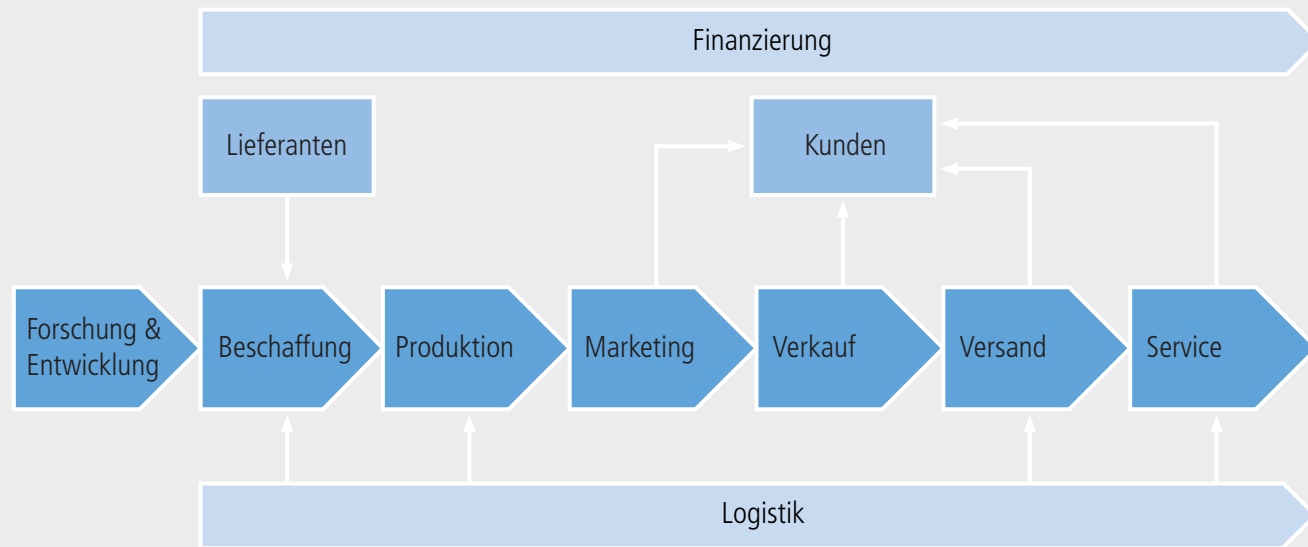 Finanzierung
Lieferanten
Kunden
Forschung &
Entwicklung
Beschaffung
Produktion
Marketing
Verkauf
Versand
Service
Logistik